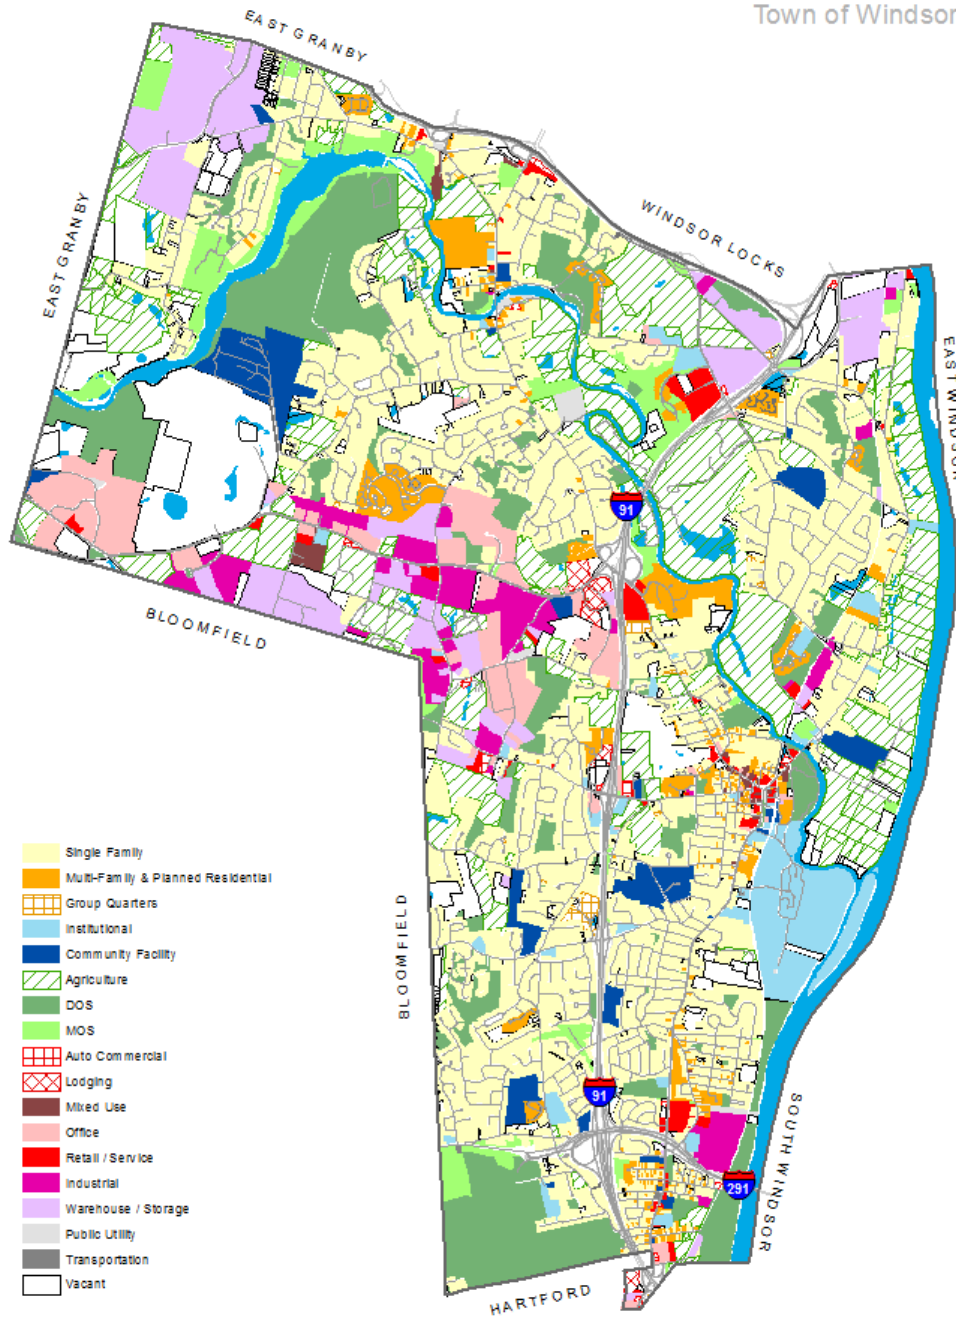 Town of Windsor
EAST GRANBY
EAST GRANBY
WINDSOR LOCKS
EAST WINDSOR
91
BLOOMFIELD
Single Family
Multi-Family & Planned Residential
Group Quarters
Institutional
Community Facility
Agriculture
DOS
MOS
Auto Commercial
Lodging
Mixed Use
Office
Retail / Service
Industrial
Warehouse / Storage
Public Utility
Transportation
Vacant
BLOOMFIELD
91
291
SOUTH WINDSOR
HARTFORD